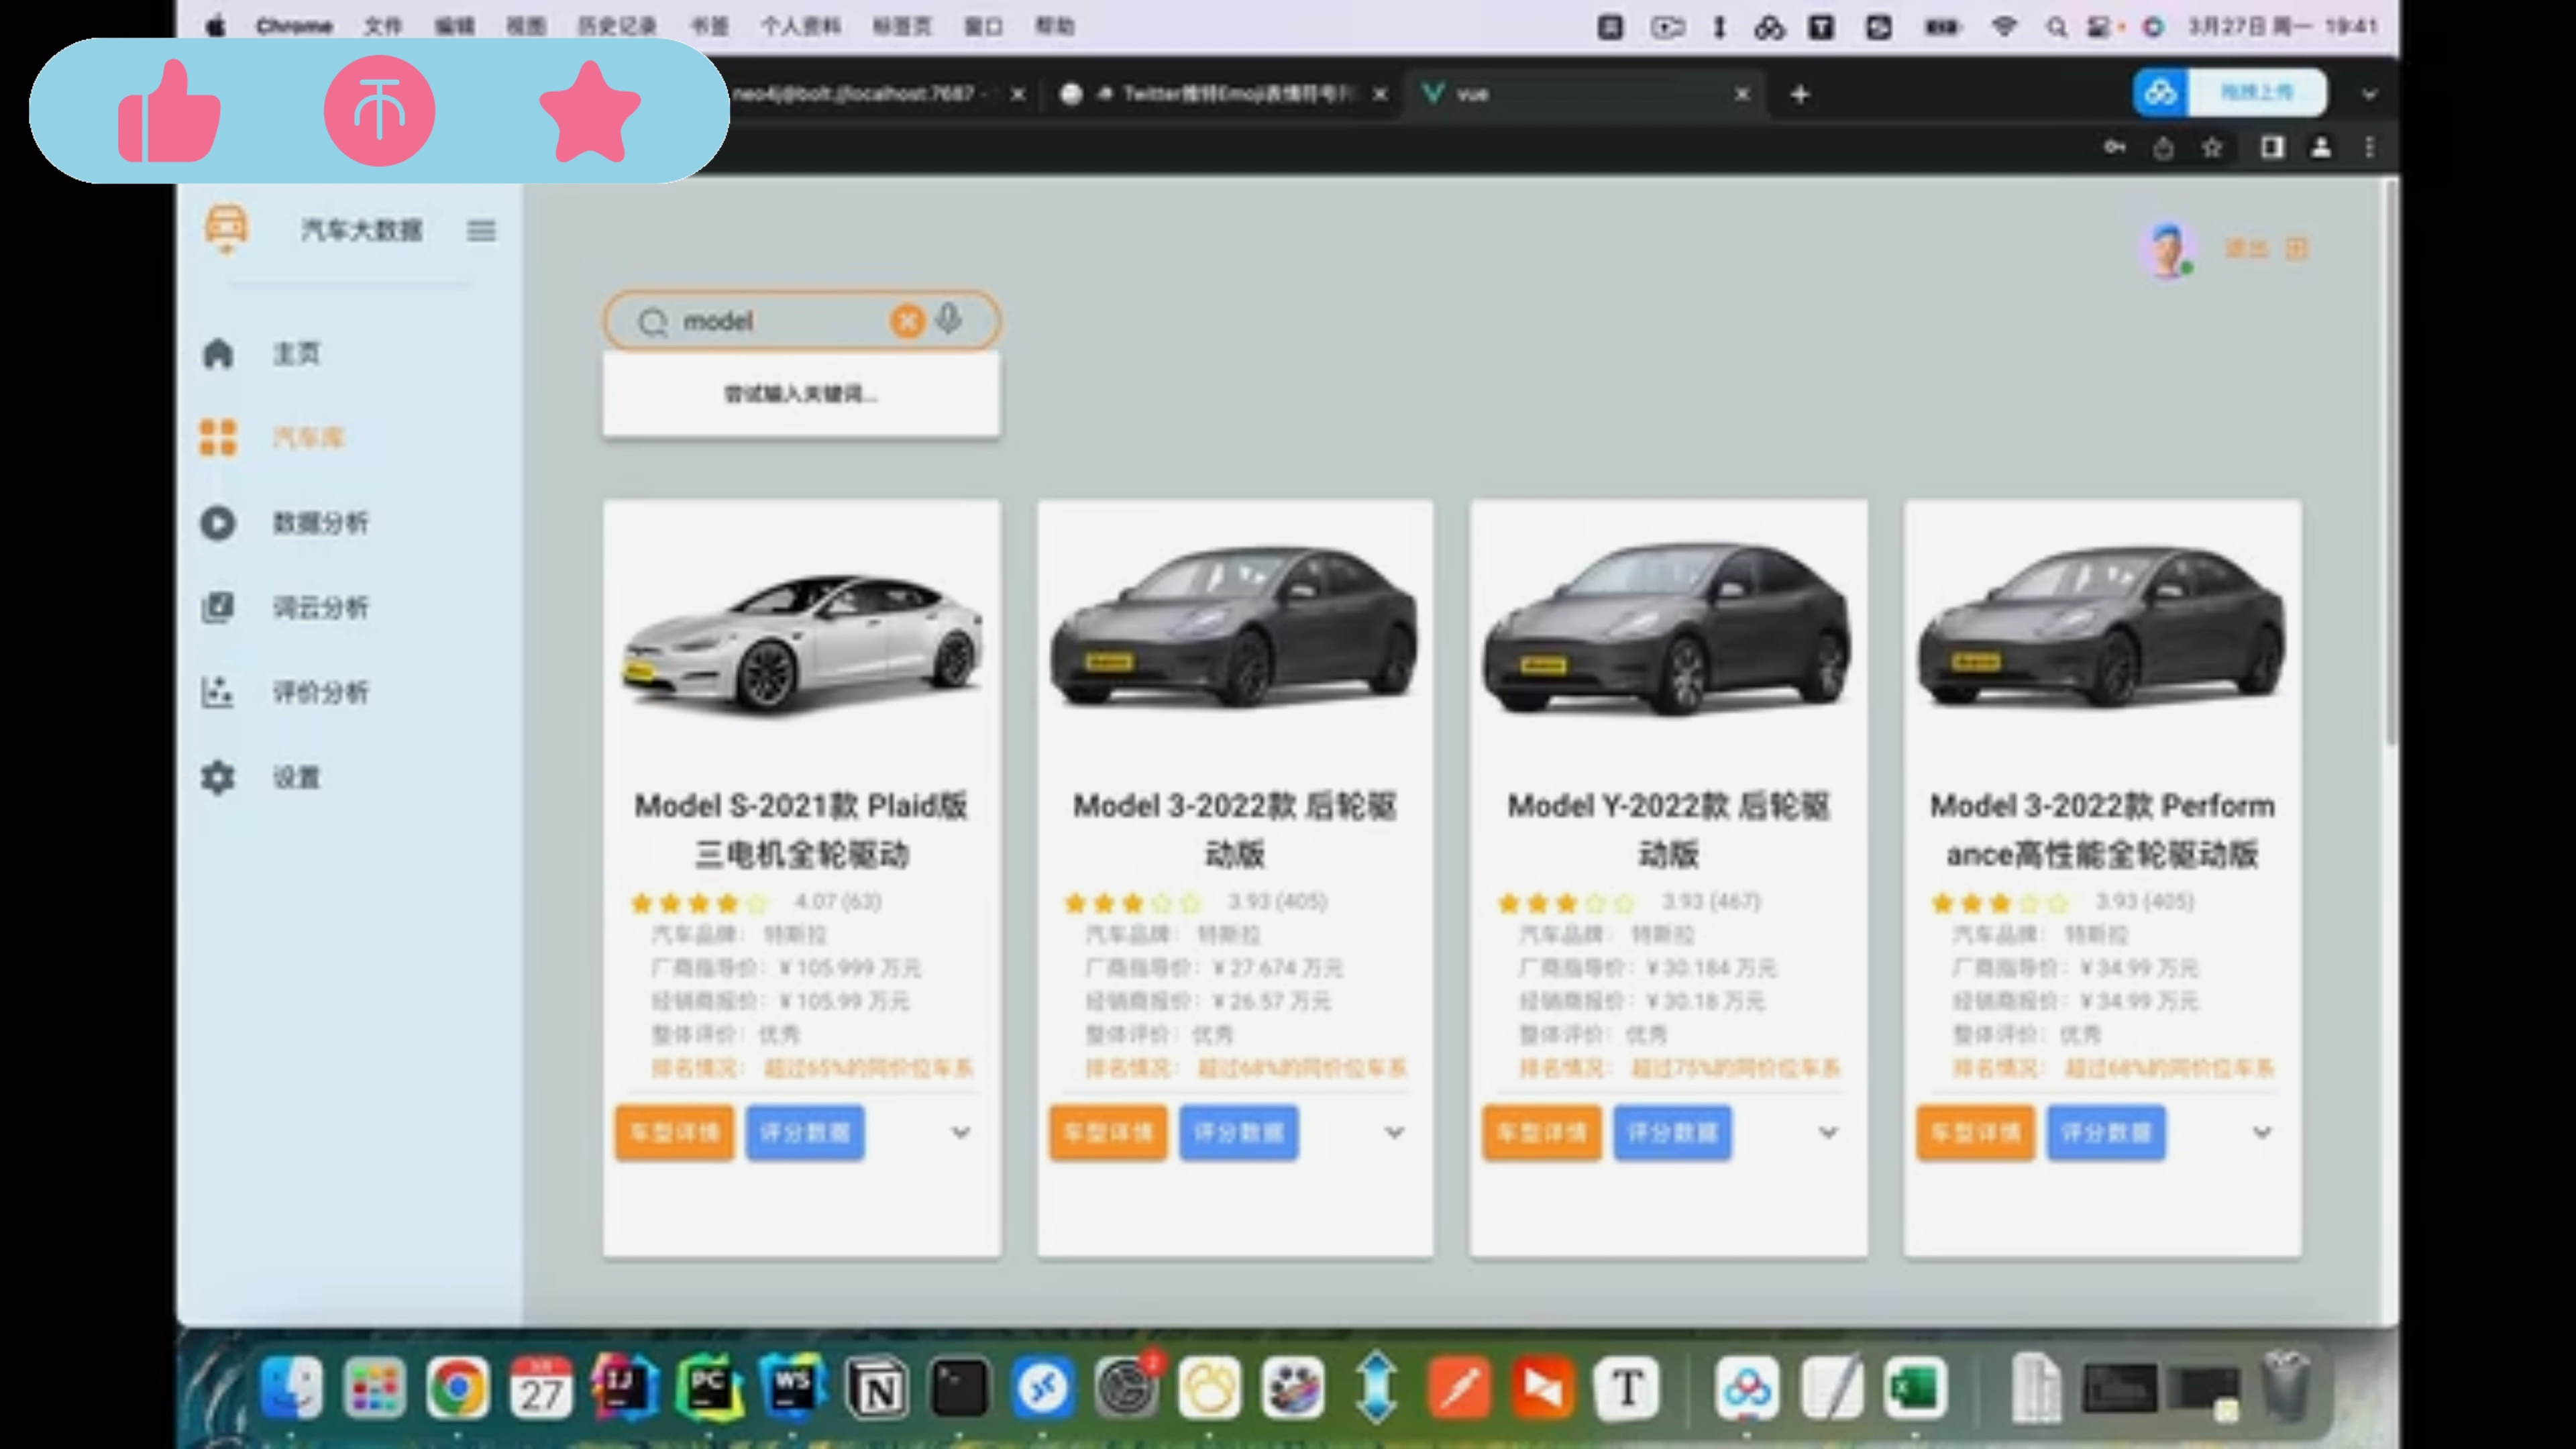 Chrome 文件 编辑 视图 历史记录 书签 个人资料 标签页 窗口 帮助
3月27日 周一 19:41
neo4j@bolt://localhost:7687 -
Twitter推特Emoji表情符号
vue
拖拽上传
汽车大数据
退出
model
尝试输入关键词...
主页
汽车库
数据分析
词云分析
评价分析
设置
Model S-2021款 Plaid版
三电机全轮驱动
4.07 (63)
汽车品牌： 特斯拉
厂商指导价：¥ 105.999 万元
经销商报价：¥ 105.99 万元
整体评价：优秀
排名情况： 超过65%的同价位车系
车型详情 评分数据
Model 3-2022款 后轮驱
动版
3.93 (405)
汽车品牌： 特斯拉
厂商指导价：¥ 27.674 万元
经销商报价：¥ 26.57 万元
整体评价：优秀
排名情况： 超过68%的同价位车系
车型详情 评分数据
Model Y-2022款 后轮驱
动版
3.93 (467)
汽车品牌： 特斯拉
厂商指导价：¥ 30.184 万元
经销商报价：¥ 30.18 万元
整体评价：优秀
排名情况： 超过75%的同价位车系
车型详情 评分数据
Model 3-2022款 Perform
ance高性能全轮驱动版
3.93 (405)
汽车品牌： 特斯拉
厂商指导价：¥ 34.99 万元
经销商报价：¥ 34.99 万元
整体评价：优秀
排名情况： 超过68%的同价位车系
车型详情 评分数据
27
IJ
PC
WS
N
2
T